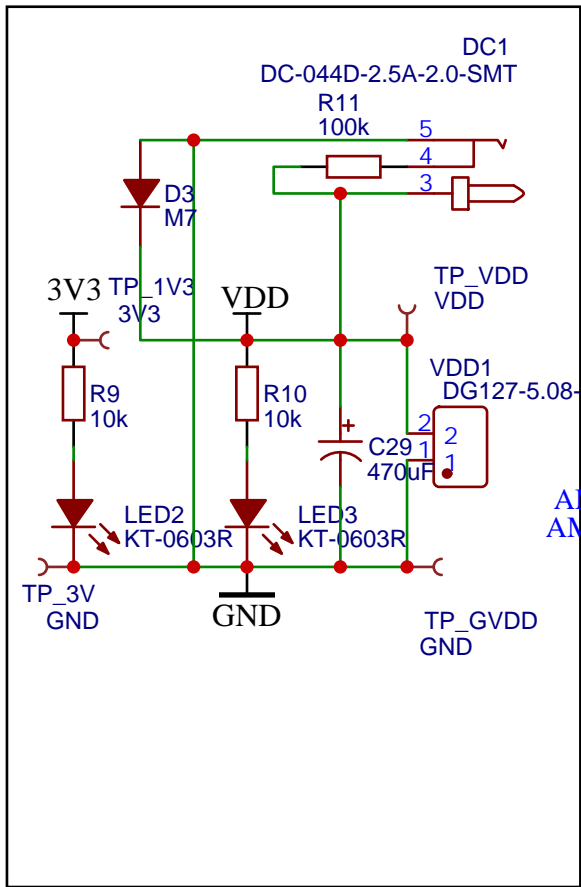 DC1
DC-044D-2.5A-2.0-SMT
R11
100k
5
4
3
D3
M7
3V3
TP_1V3
3V3
VDD
TP_VDD
VDD
R9
10k
R10
10k
VDD1
DG127-5.08-
2
2
1
1
C29
470uF
LED2
KT-0603R
LED3
KT-0603R
TP_3V
GND
GND
TP_GVDD
GND